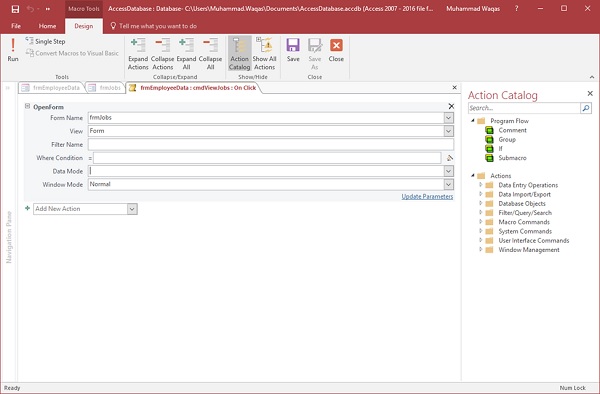 Macro Tools
AccessDatabase : Database- C:\Users\Muhammad.Waqas\Documents\AccessDatabase.accdb (Access 2007 - 2016 file f...
Muhammad Waqas
File Home Design Tell me what you want to do
Run
Single Step
Convert Macros to Visual Basic
Expand Actions
Collapse Actions
Expand All
Collapse All
Action Catalog
Show All Actions
Save
Save As
Close
Tools Collapse/Expand Show/Hide Close
frmEmployeeData frmJobs frmEmployeeData : cmdViewJobs : On Click
OpenForm
Form Name frmJobs
View Form
Filter Name
Where Condition =
Data Mode
Window Mode Normal
Update Parameters
Add New Action
Navigation Pane
Action Catalog
Search...
Program Flow
Comment
Group
If
Submacro
Actions
Data Entry Operations
Data Import/Export
Database Objects
Filter/Query/Search
Macro Commands
System Commands
User Interface Commands
Window Management
Ready Num Lock